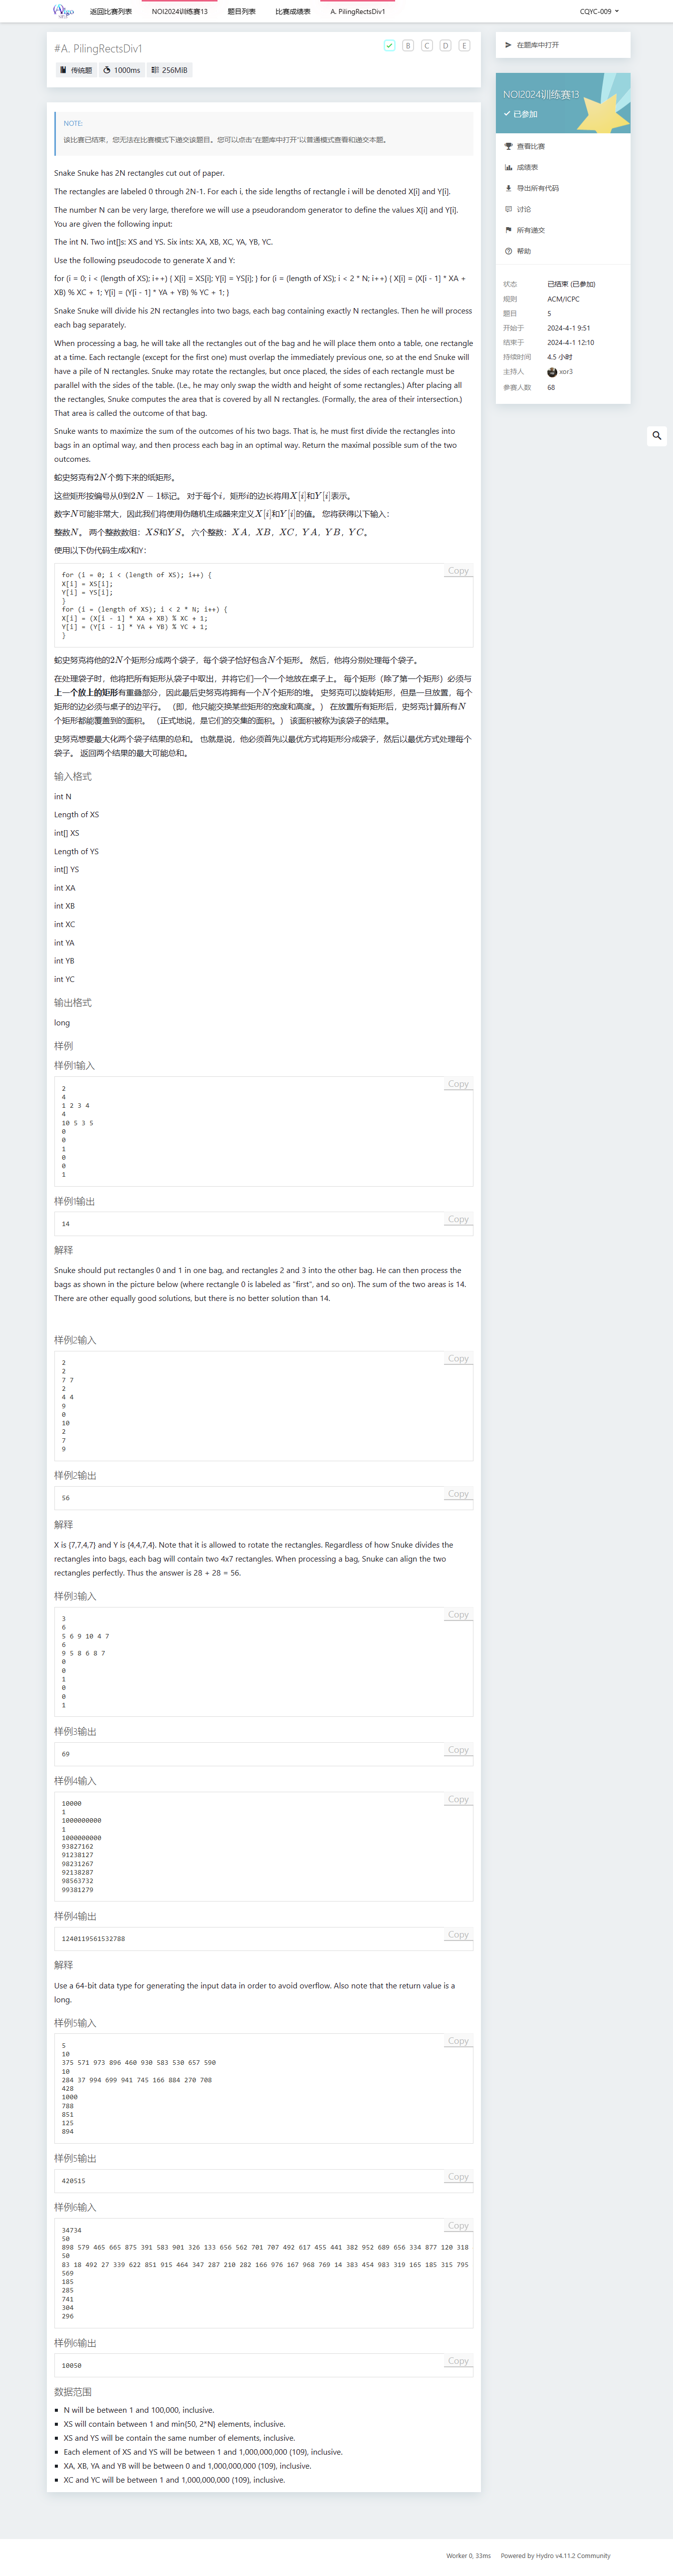 返回比赛列表
NOI2024训练赛13
题目列表
比赛成绩表
A. PilingRectsDiv1
CQYC-009
#A. PilingRectsDiv1
B
C
D
E
传统题
1000ms
256MiB
NOTE:
该比赛已结束，您无法在比赛模式下递交该题目。您可以点击“在题库中打开”以普通模式查看和递交本题。
Snake Snuke has 2N rectangles cut out of paper.
The rectangles are labeled 0 through 2N-1. For each i, the side lengths of rectangle i will be denoted X[i] and Y[i].
The number N can be very large, therefore we will use a pseudorandom generator to define the values X[i] and Y[i].
You are given the following input:
The int N. Two int[]s: XS and YS. Six ints: XA, XB, XC, YA, YB, YC.
Use the following pseudocode to generate X and Y:
for (i = 0; i < (length of XS); i++) { X[i] = XS[i]; Y[i] = YS[i]; } for (i = (length of XS); i < 2 * N; i++) { X[i] = (X[i - 1] * XA +
XB) % XC + 1; Y[i] = (Y[i - 1] * YA + YB) % YC + 1; }
Snake Snuke will divide his 2N rectangles into two bags, each bag containing exactly N rectangles. Then he will process
each bag separately.
When processing a bag, he will take all the rectangles out of the bag and he will place them onto a table, one rectangle
at a time. Each rectangle (except for the first one) must overlap the immediately previous one, so at the end Snuke will
have a pile of N rectangles. Snuke may rotate the rectangles, but once placed, the sides of each rectangle must be
parallel with the sides of the table. (I.e., he may only swap the width and height of some rectangles.) After placing all
the rectangles, Snuke computes the area that is covered by all N rectangles. (Formally, the area of their intersection.)
That area is called the outcome of that bag.
Snuke wants to maximize the sum of the outcomes of his two bags. That is, he must first divide the rectangles into
bags in an optimal way, and then process each bag in an optimal way. Return the maximal possible sum of the two
outcomes.
蛇史努克有2N个剪下来的纸矩形。
这些矩形按编号从0到2N − 1标记。 对于每个i，矩形i的边长将用X[i]和Y[i]表示。
数字N可能非常大，因此我们将使用伪随机生成器来定义X[i]和Y[i]的值。 您将获得以下输入：
整数N。 两个整数数组：XS和YS。 六个整数：XA，XB，XC，YA，YB，YC。
使用以下伪代码生成X和Y：
Copy
for (i = 0; i < (length of XS); i++) {
X[i] = XS[i];
Y[i] = YS[i];
}
for (i = (length of XS); i < 2 * N; i++) {
X[i] = (X[i - 1] * XA + XB) % XC + 1;
Y[i] = (Y[i - 1] * YA + YB) % YC + 1;
}
蛇史努克将他的2N个矩形分成两个袋子，每个袋子恰好包含N个矩形。 然后，他将分别处理每个袋子。
在处理袋子时，他将把所有矩形从袋子中取出，并将它们一个一个地放在桌子上。 每个矩形（除了第一个矩形）必须与
上一个放上的矩形有重叠部分，因此最后史努克将拥有一个N个矩形的堆。 史努克可以旋转矩形，但是一旦放置，每个
矩形的边必须与桌子的边平行。 （即，他只能交换某些矩形的宽度和高度。） 在放置所有矩形后，史努克计算所有N
个矩形都能覆盖到的面积。 （正式地说，是它们的交集的面积。） 该面积被称为该袋子的结果。
史努克想要最大化两个袋子结果的总和。 也就是说，他必须首先以最优方式将矩形分成袋子，然后以最优方式处理每个
袋子。 返回两个结果的最大可能总和。
输入格式
int N
Length of XS
int[] XS
Length of YS
int[] YS
int XA
int XB
int XC
int YA
int YB
int YC
输出格式
long
样例
样例1输入
Copy
2
4
1 2 3 4
4
10 5 3 5
0
0
1
0
0
1
样例1输出
Copy
14
解释
Snuke should put rectangles 0 and 1 in one bag, and rectangles 2 and 3 into the other bag. He can then process the
bags as shown in the picture below (where rectangle 0 is labeled as "first", and so on). The sum of the two areas is 14.
There are other equally good solutions, but there is no better solution than 14.
样例2输入
Copy
2
2
7 7
2
4 4
9
0
10
2
7
9
样例2输出
Copy
56
解释
X is {7,7,4,7} and Y is {4,4,7,4}. Note that it is allowed to rotate the rectangles. Regardless of how Snuke divides the
rectangles into bags, each bag will contain two 4x7 rectangles. When processing a bag, Snuke can align the two
rectangles perfectly. Thus the answer is 28 + 28 = 56.
样例3输入
Copy
3
6
5 6 9 10 4 7
6
9 5 8 6 8 7
0
0
1
0
0
1
样例3输出
Copy
69
样例4输入
Copy
10000
1
1000000000
1
1000000000
93827162
91238127
98231267
92138287
98563732
99381279
样例4输出
Copy
1240119561532788
解释
Use a 64-bit data type for generating the input data in order to avoid overflow. Also note that the return value is a
long.
样例5输入
Copy
5
10
375 571 973 896 460 930 583 530 657 590
10
284 37 994 699 941 745 166 884 270 708
428
1000
788
851
125
894
样例5输出
Copy
420515
样例6输入
Copy
34734
50
898 579 465 665 875 391 583 901 326 133 656 562 701 707 492 617 455 441 382 952 689 656 334 877 120 318
50
83 18 492 27 339 622 851 915 464 347 287 210 282 166 976 167 968 769 14 383 454 983 319 165 185 315 795
569
185
285
741
304
296
样例6输出
Copy
10050
数据范围
N will be between 1 and 100,000, inclusive.
XS will contain between 1 and min{50, 2*N} elements, inclusive.
XS and YS will be contain the same number of elements, inclusive.
Each element of XS and YS will be between 1 and 1,000,000,000 (109), inclusive.
XA, XB, YA and YB will be between 0 and 1,000,000,000 (109), inclusive.
XC and YC will be between 1 and 1,000,000,000 (109), inclusive.
在题库中打开
NOI2024训练赛13
已参加
查看比赛
成绩表
导出所有代码
讨论
所有递交
帮助
状态 已结束 (已参加)
规则 ACM/ICPC
题目 5
开始于 2024-4-1 9:51
结束于 2024-4-1 12:10
持续时间 4.5 小时
主持人 xor3
参赛人数 68
Worker 0, 33ms
Powered by Hydro v4.11.2 Community